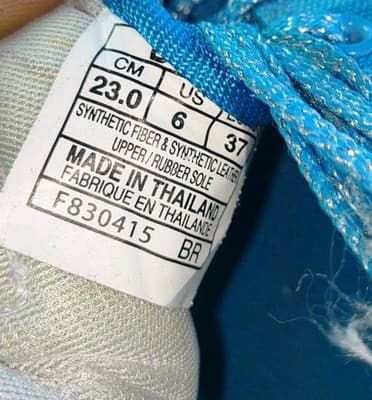 CM US
23.0 6 37
SYNTHETIC FIBER & SYNTHETIC LEATHER
UPPER / RUBBER SOLE
MADE IN THAILAND
FABRIQUE EN THAILANDE
F830415 BR